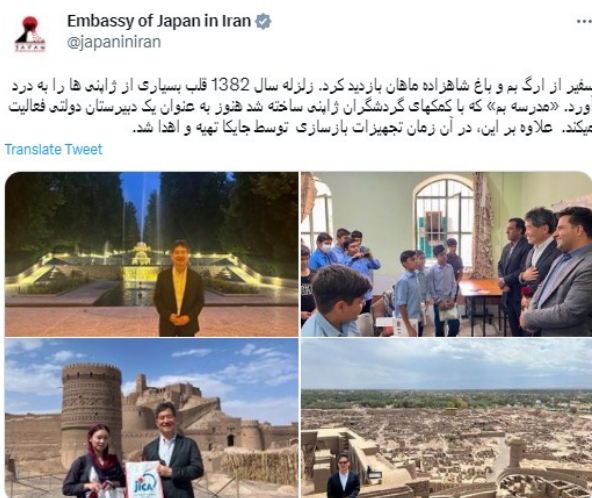 Embassy of Japan in Iran
@japaniniran
سفیر از ارگ بم و باغ شاهزاده ماهان بازدید کرد. زلزله سال 1382 قلب بسیاری از ژاپنی ها را به درد
آورد. «مدرسه بم» که با کمکهای گردشگران ژاپنی ساخته شد هنوز به عنوان یک دبیرستان دولتی فعالیت
میکند. علاوه بر این، در آن زمان تجهیزات بازسازی توسط جایکا تهیه و اهدا شد.
Translate Tweet
JICA